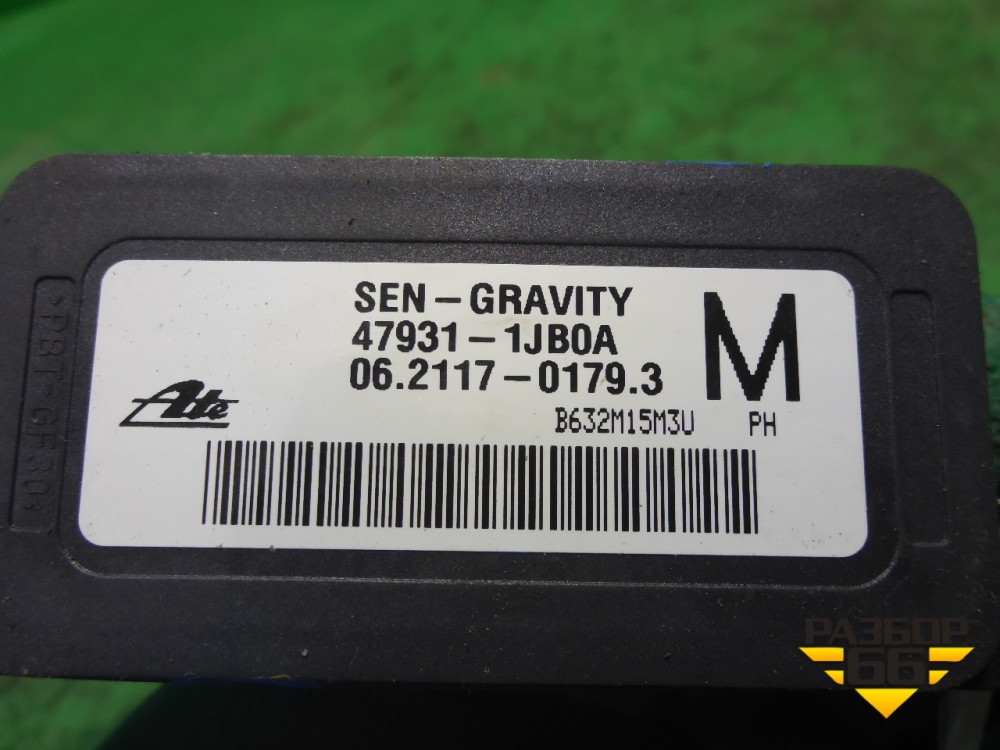 SEN-GRAVITY
47931-1JB0A
06.2117-0179.3
M
Ate
B632M15M3U PH
>PBT-GF30<
РАЗБОР
66